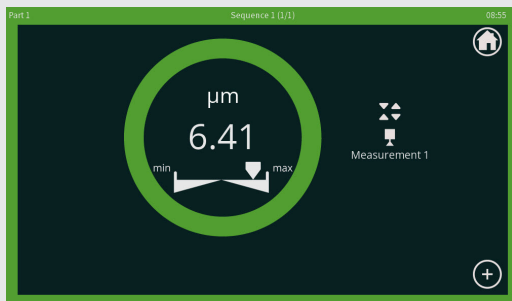 Part 1
Sequence 1 (1/1)
08:55
µm
6.41
min
max
Measurement 1